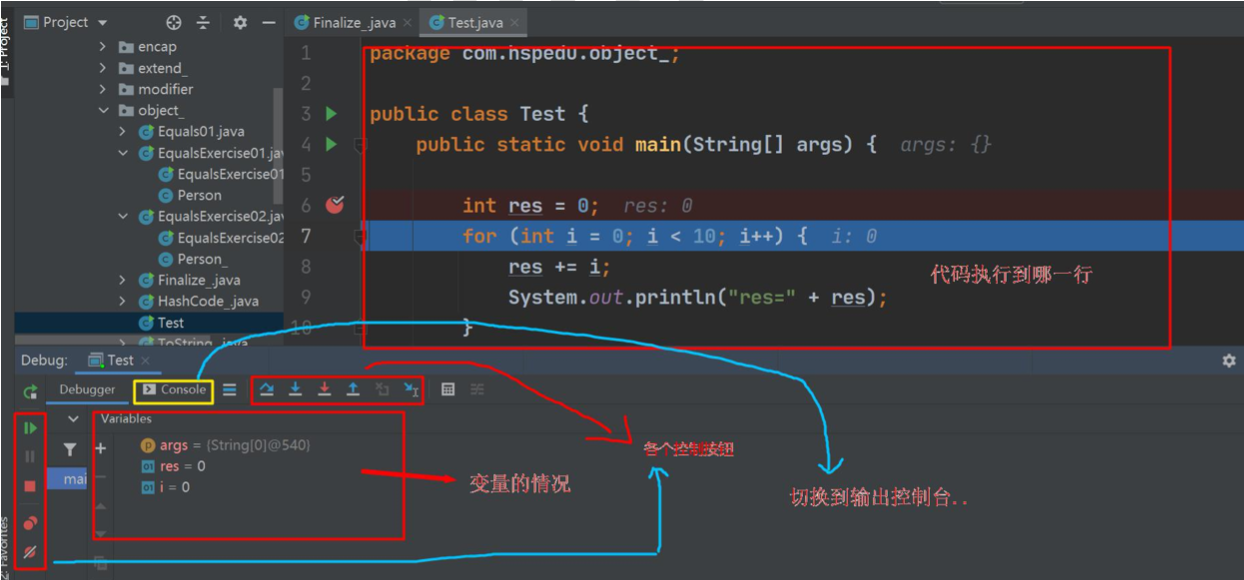 Project
Finalize_.java
Test.java
1: Project
encap
extend_
modifier
object_
Equals01.java
EqualsExercise01.jav
EqualsExercise01
Person
EqualsExercise02.jav
EqualsExercise02
Person_
Finalize_.java
HashCode_.java
Test
ToString_.java
1 package com.hspedu.object_;
2
3 public class Test {
4 public static void main(String[] args) { args: {}
5
6 int res = 0; res: 0
7 for (int i = 0; i < 10; i++) { i: 0
8 res += i;
9 System.out.println("res=" + res);
10 }
代码执行到哪一行
Debug:
Test
Debugger
Console
Variables
args = {String[0]@540}
res = 0
i = 0
mai
变量的情况
各个控制按钮
切换到输出控制台..
2: Favorites